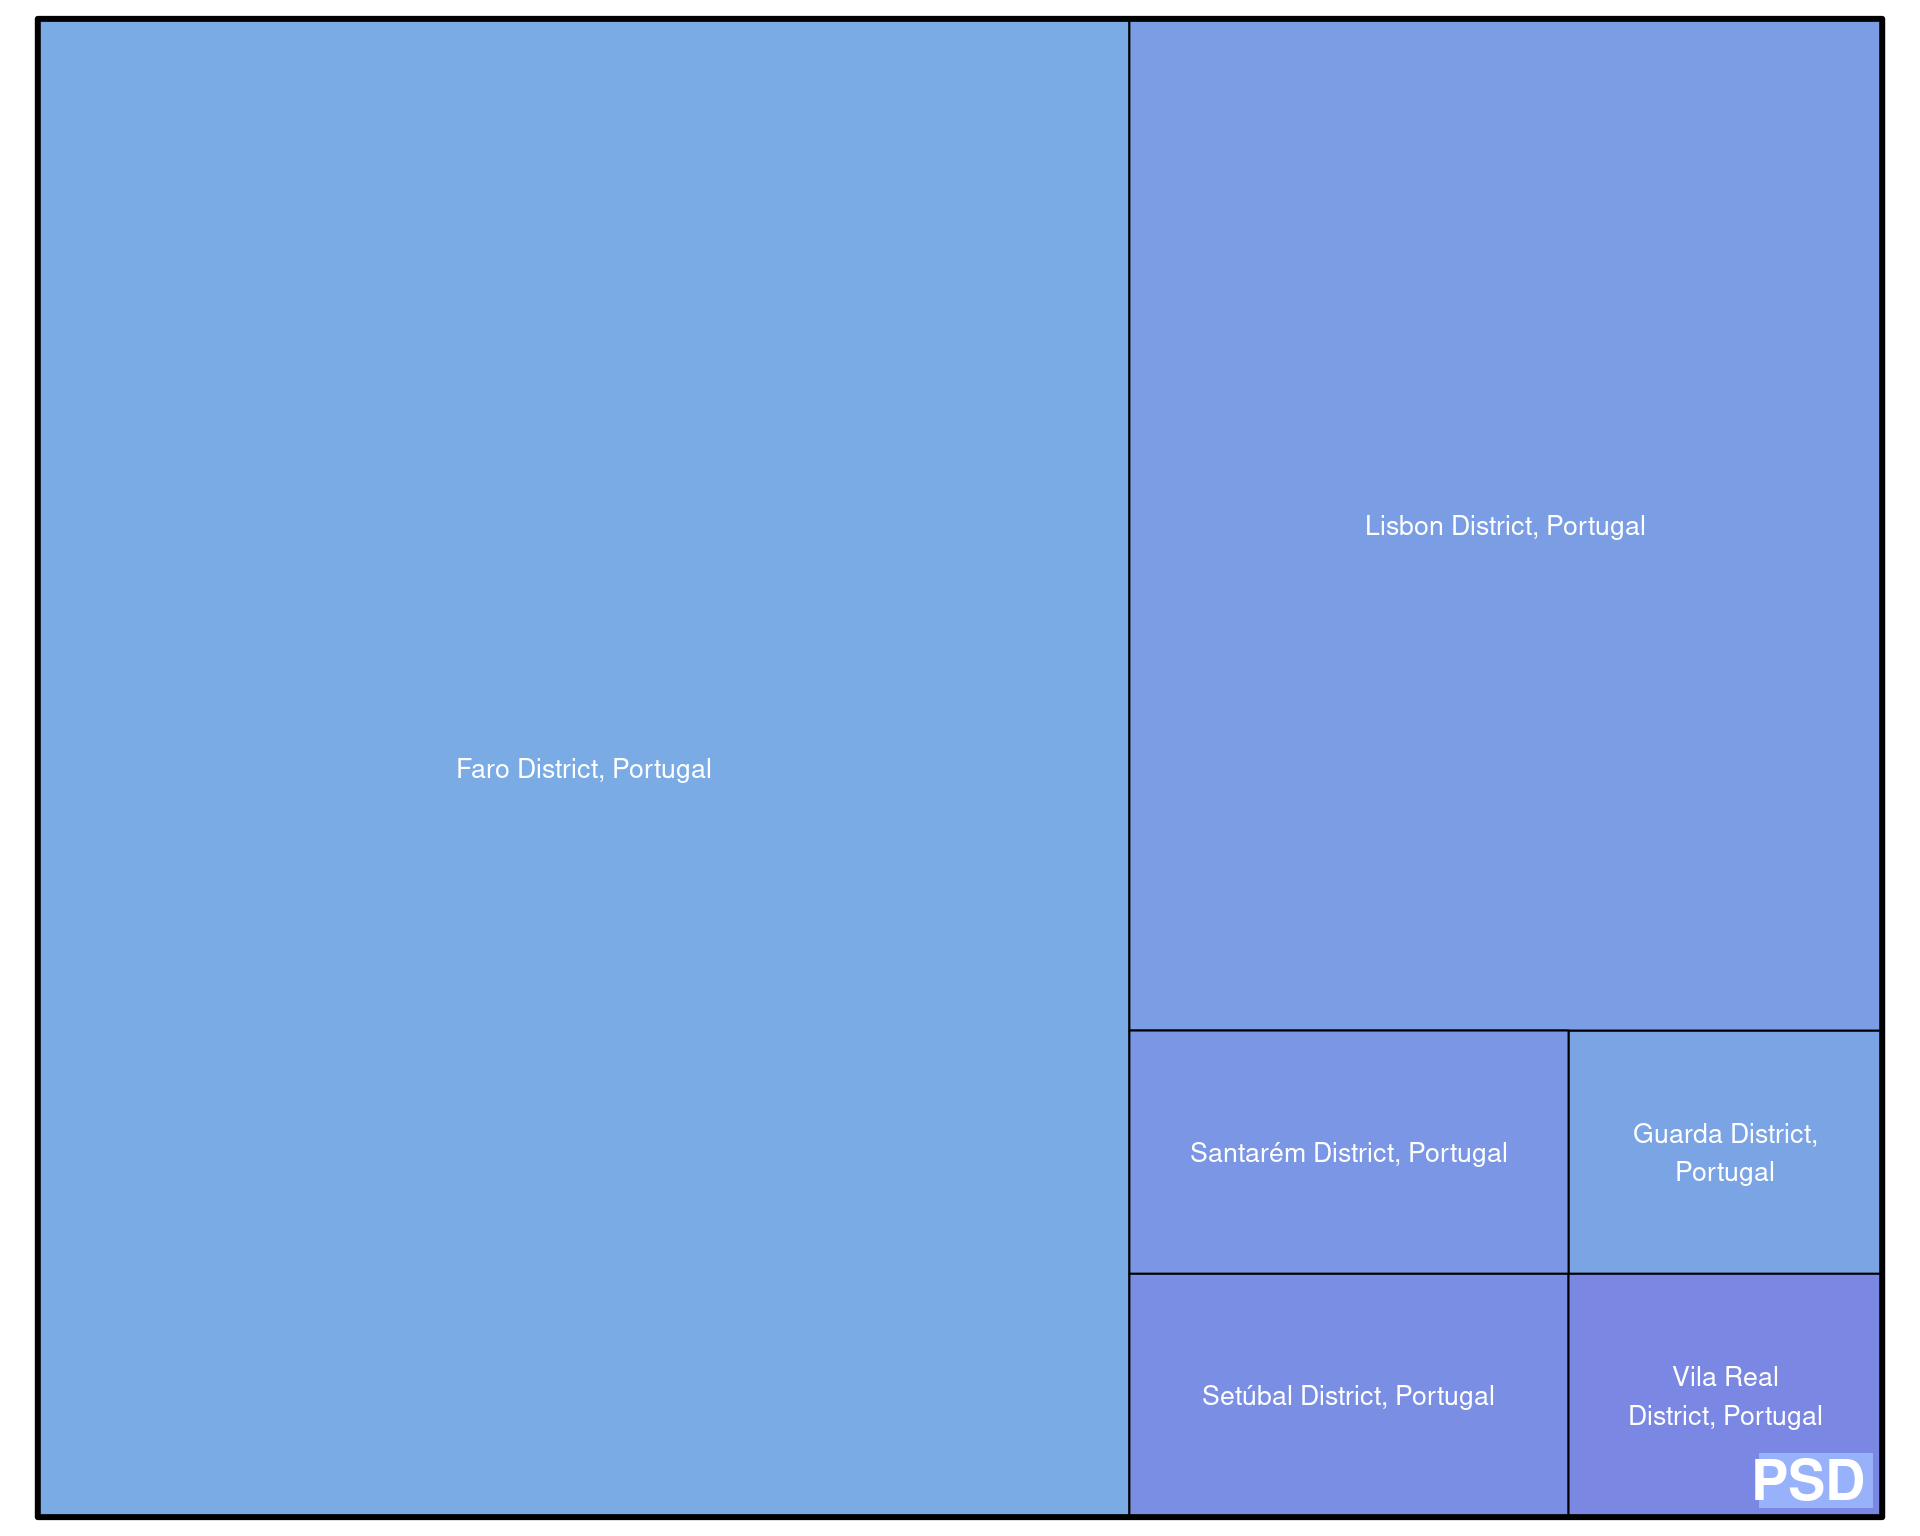 Faro District, Portugal
Lisbon District, Portugal
Santarém District, Portugal
Guarda District,
Portugal
Setúbal District, Portugal
Vila Real
District, Portugal
PSD